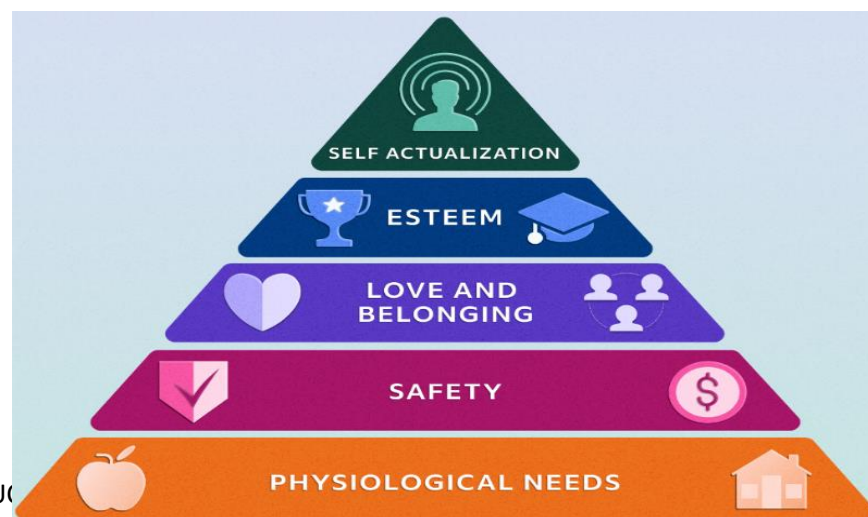 SELF ACTUALIZATION
ESTEEM
LOVE AND
BELONGING
SAFETY
$
PHYSIOLOGICAL NEEDS